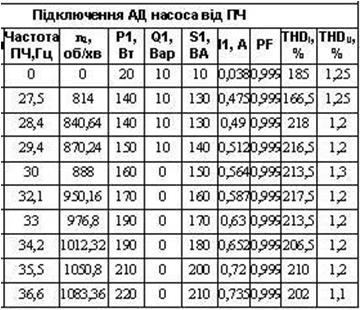 Підключення АД насоса від ПЧ
Частота ПЧ,Гц n, об/хв P1, Вт Q1, Вар S1, ВА I1, А PF THDI, % THDU, %
0 0 20 10 10 0,038 0,999 185 1,25
27,5 814 140 10 130 0,475 0,999 166,5 1,25
28,4 840,64 140 10 130 0,49 0,999 218 1,2
29,4 870,24 150 10 140 0,512 0,999 216,5 1,2
30 888 160 0 150 0,564 0,999 213,5 1,3
32,1 950,16 170 0 160 0,587 0,999 217,5 1,2
33 976,8 190 0 170 0,63 0,999 213,5 1,2
34,2 1012,32 190 0 180 0,652 0,999 206,5 1,2
35,5 1050,8 210 0 200 0,72 0,999 210 1,2
36,6 1083,36 220 0 210 0,735 0,999 202 1,1